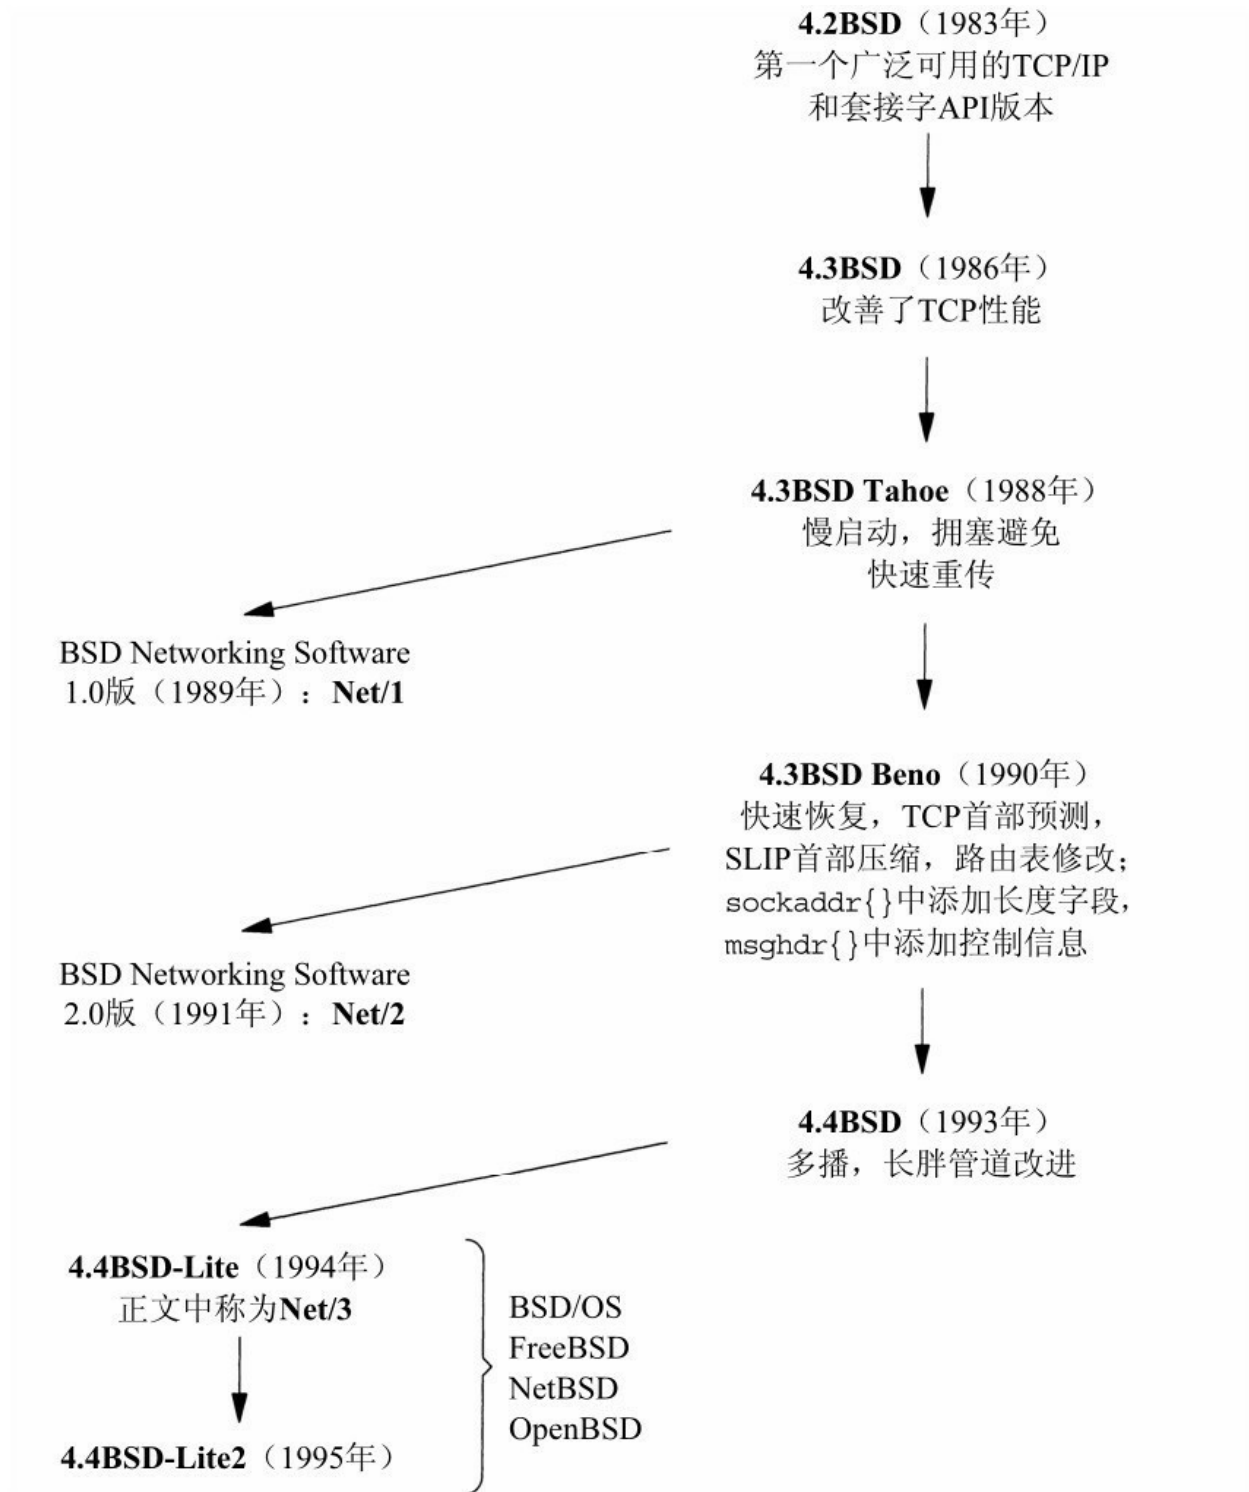 4.2BSD（1983年）
第一个广泛可用的TCP/IP
和套接字API版本
4.3BSD（1986年）
改善了TCP性能
4.3BSD Tahoe（1988年）
慢启动，拥塞避免
快速重传
BSD Networking Software
1.0版（1989年）：Net/1
4.3BSD Beno（1990年）
快速恢复，TCP首部预测，
SLIP首部压缩，路由表修改；
sockaddr{}中添加长度字段，
msghdr{}中添加控制信息
BSD Networking Software
2.0版（1991年）：Net/2
4.4BSD（1993年）
多播，长胖管道改进
4.4BSD-Lite（1994年）
正文中称为Net/3
4.4BSD-Lite2（1995年）
BSD/OS
FreeBSD
NetBSD
OpenBSD